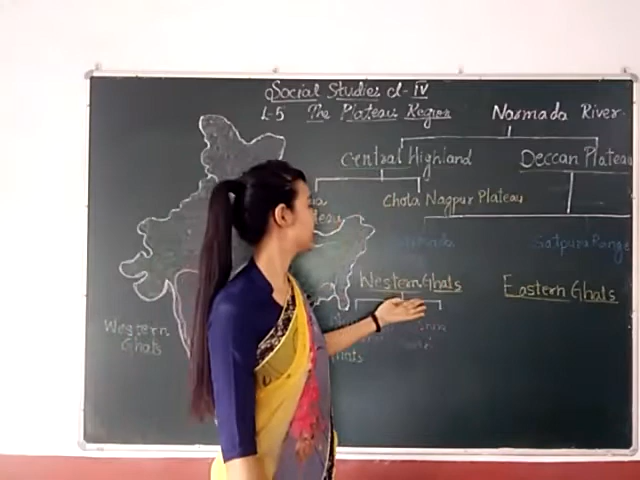 Social Studies cl-IV
L-5 The Plateau Region
Narmada River
Central Highland
Deccan Plateau
Chota Nagpur Plateau
Satpura Range
Western Ghats
Eastern Ghats
Western
Ghats